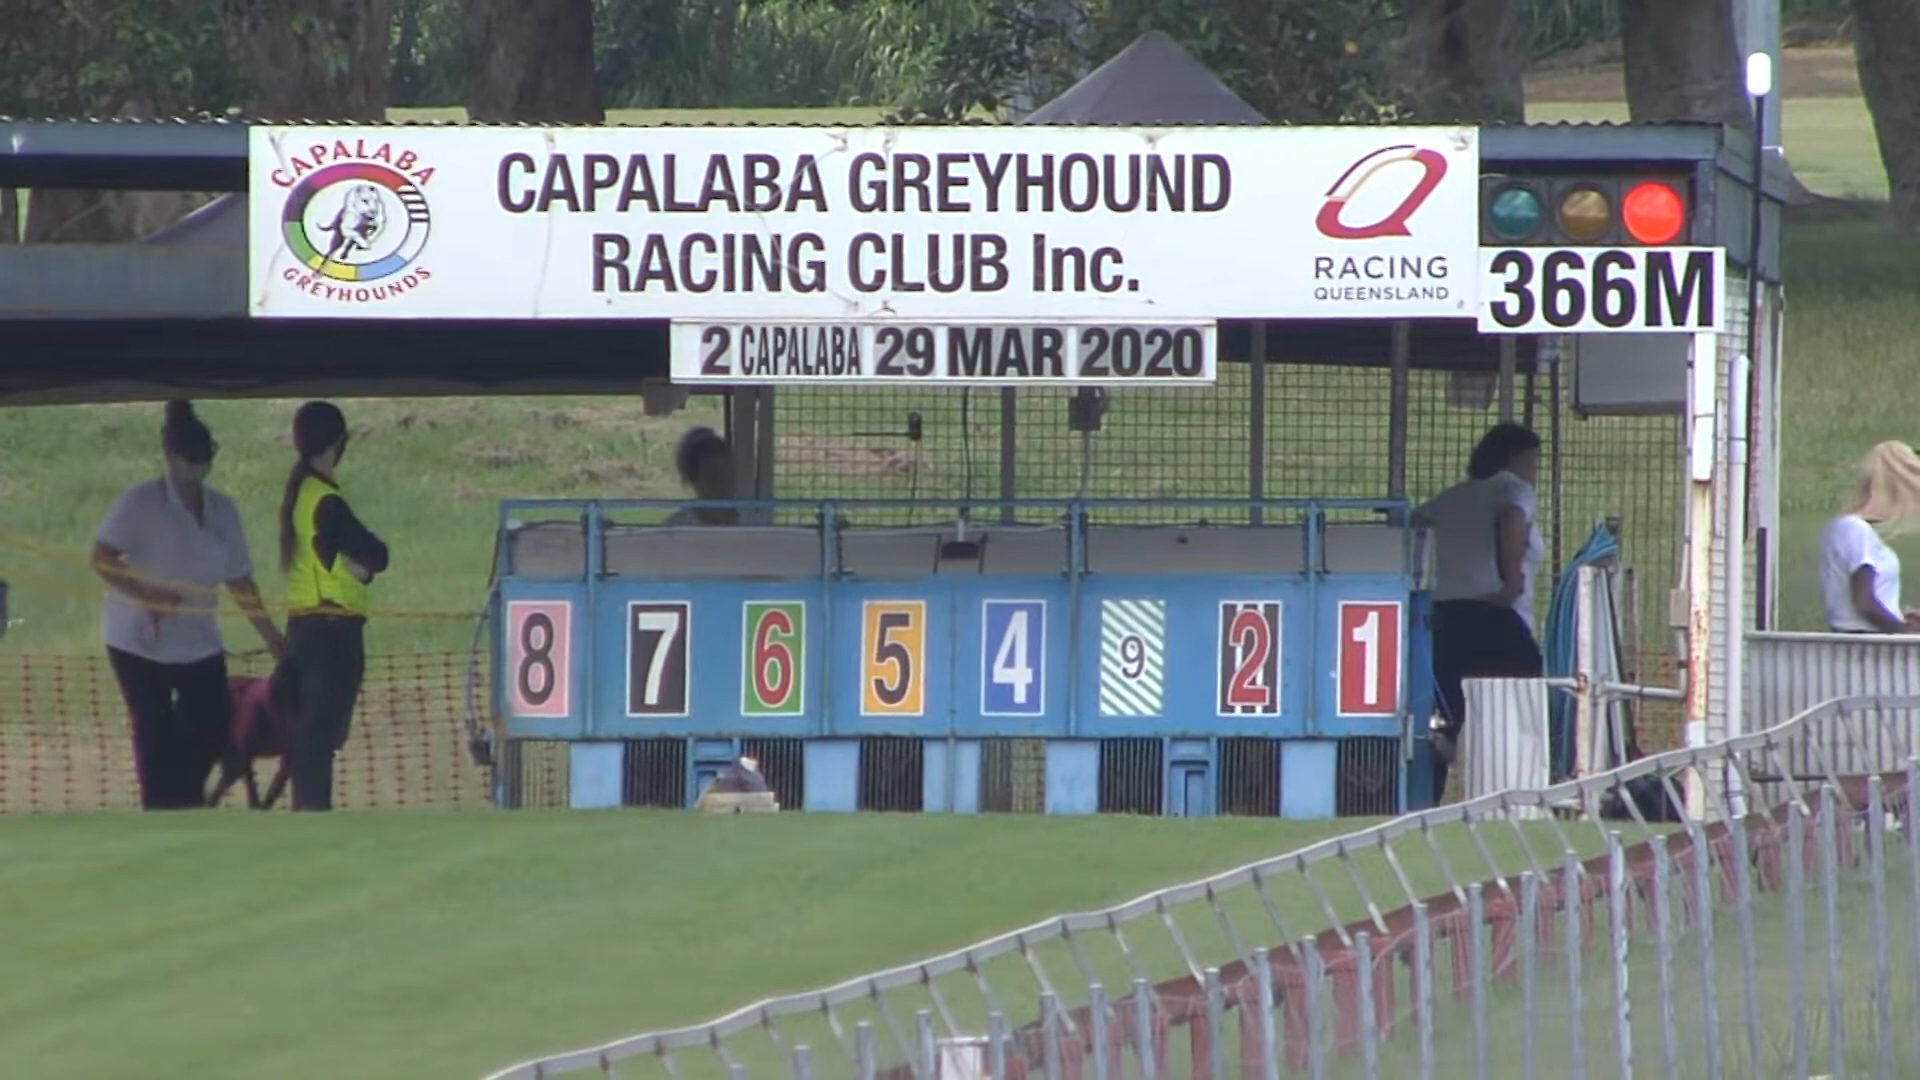 CAPALABA
GREYHOUNDS
CAPALABA GREYHOUND
RACING CLUB Inc.
RACING
QUEENSLAND
366M
2 CAPALABA 29 MAR 2020
8 7 6 5 4 9 2 1